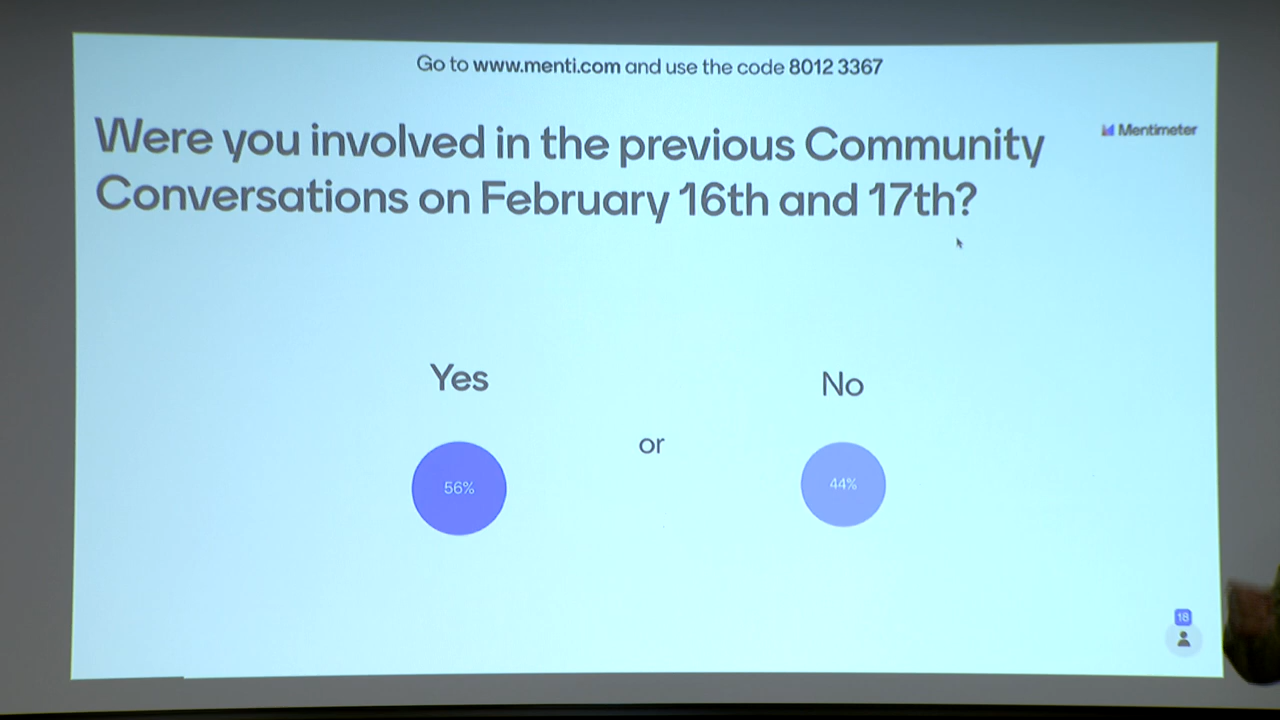 Go to www.menti.com and use the code 8012 3367
Mentimeter
Were you involved in the previous Community
Conversations on February 16th and 17th?
Yes
No
or
56%
44%
18